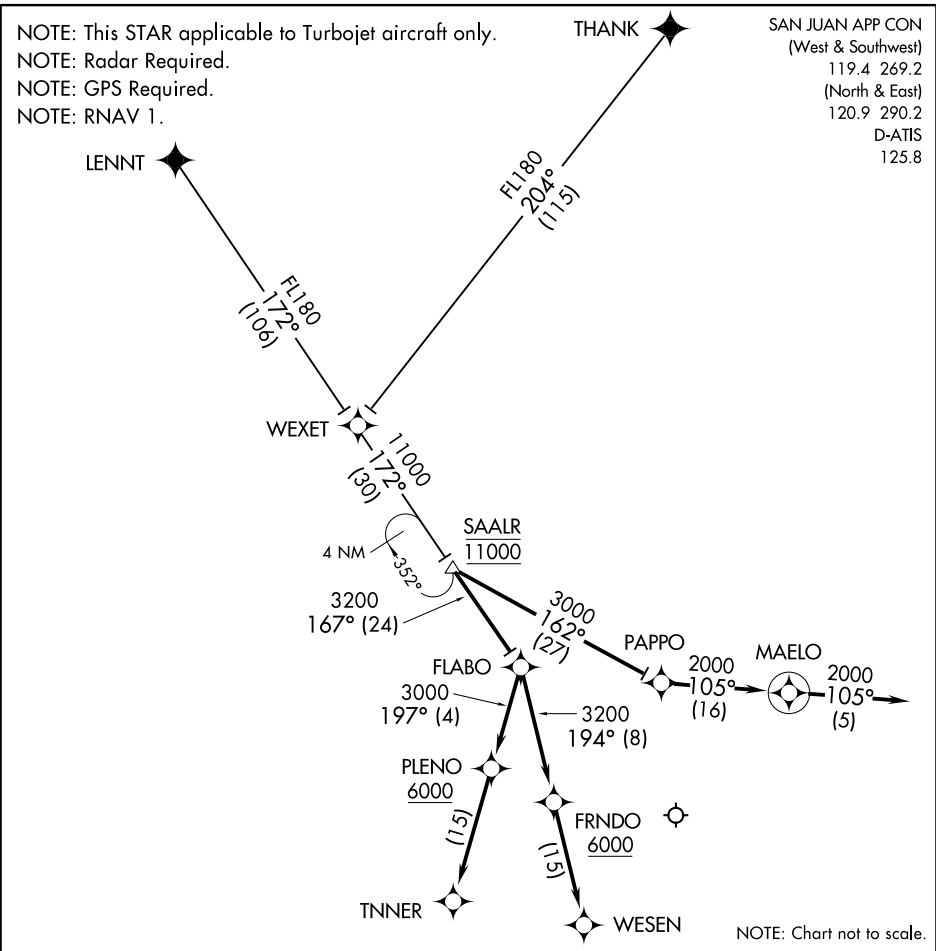 NOTE: This STAR applicable to Turbojet aircraft only.
NOTE: Radar Required.
NOTE: GPS Required.
NOTE: RNAV 1.
THANK
SAN JUAN APP CON
(West & Southwest)
119.4 269.2
(North & East)
120.9 290.2
D-ATIS
125.8
LENNT
FL180
204°
(115)
FL180
172°
(106)
WEXET
11000
172°
(30)
SAALR
11000
4 NM
352°
3200
167° (24)
3000
162°
(27)
PAPPO
MAELO
FLABO
2000
105°
(16)
2000
105°
(5)
3000
197° (4)
3200
194° (8)
PLENO
6000
(15)
FRNDO
6000
(15)
TNNER
WESEN
NOTE: Chart not to scale.